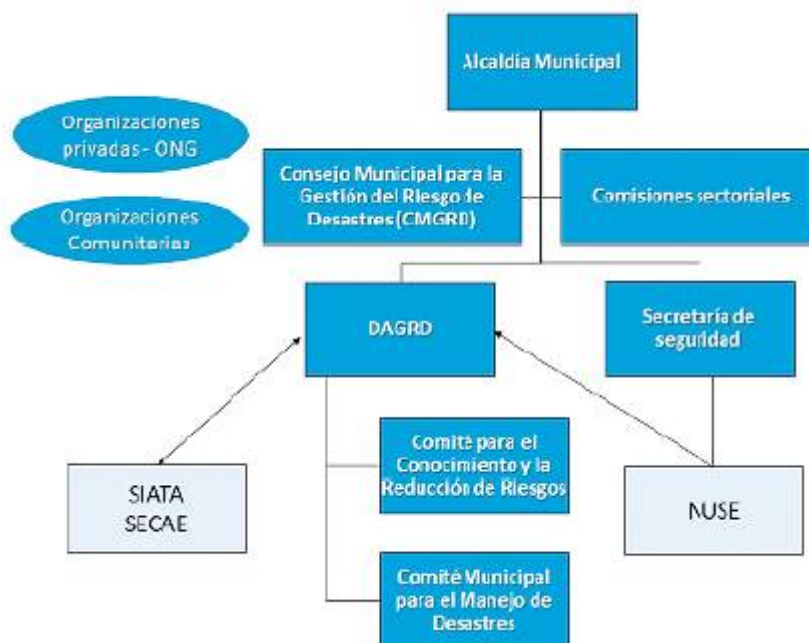 Alcaldía Municipal
Organizaciones
privadas - ONG
Consejo Municipal para la
Gestión del Riesgo de
Desastres (CMGRD)
Comisiones sectoriales
Organizaciones
Comunitarias
DAGRD
Secretaría de
seguridad
Comité para el
Conocimiento y la
Reducción de Riesgos
SIATA
SECAE
NUSE
Comité Municipal
para el Manejo de
Desastres